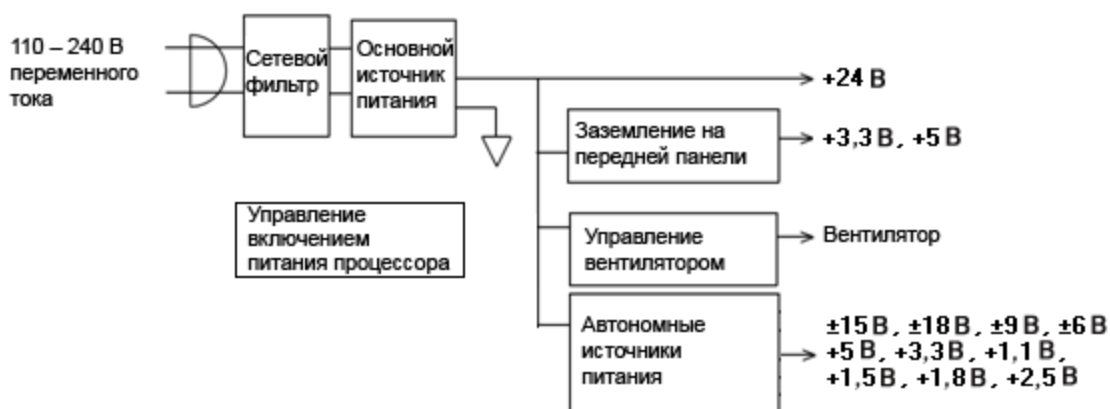 110 – 240 В
переменного
тока
Сетевой
фильтр
Основной
источник
питания
+24 В
Заземление на
передней панели
+3,3 В, +5 В
Управление
включением
питания процессора
Управление
вентилятором
Вентилятор
Автономные
источники
питания
±15 В, ±18 В, ±9 В, ±6 В
+5 В, +3,3 В, +1,1 В,
+1,5 В, +1,8 В, +2,5 В